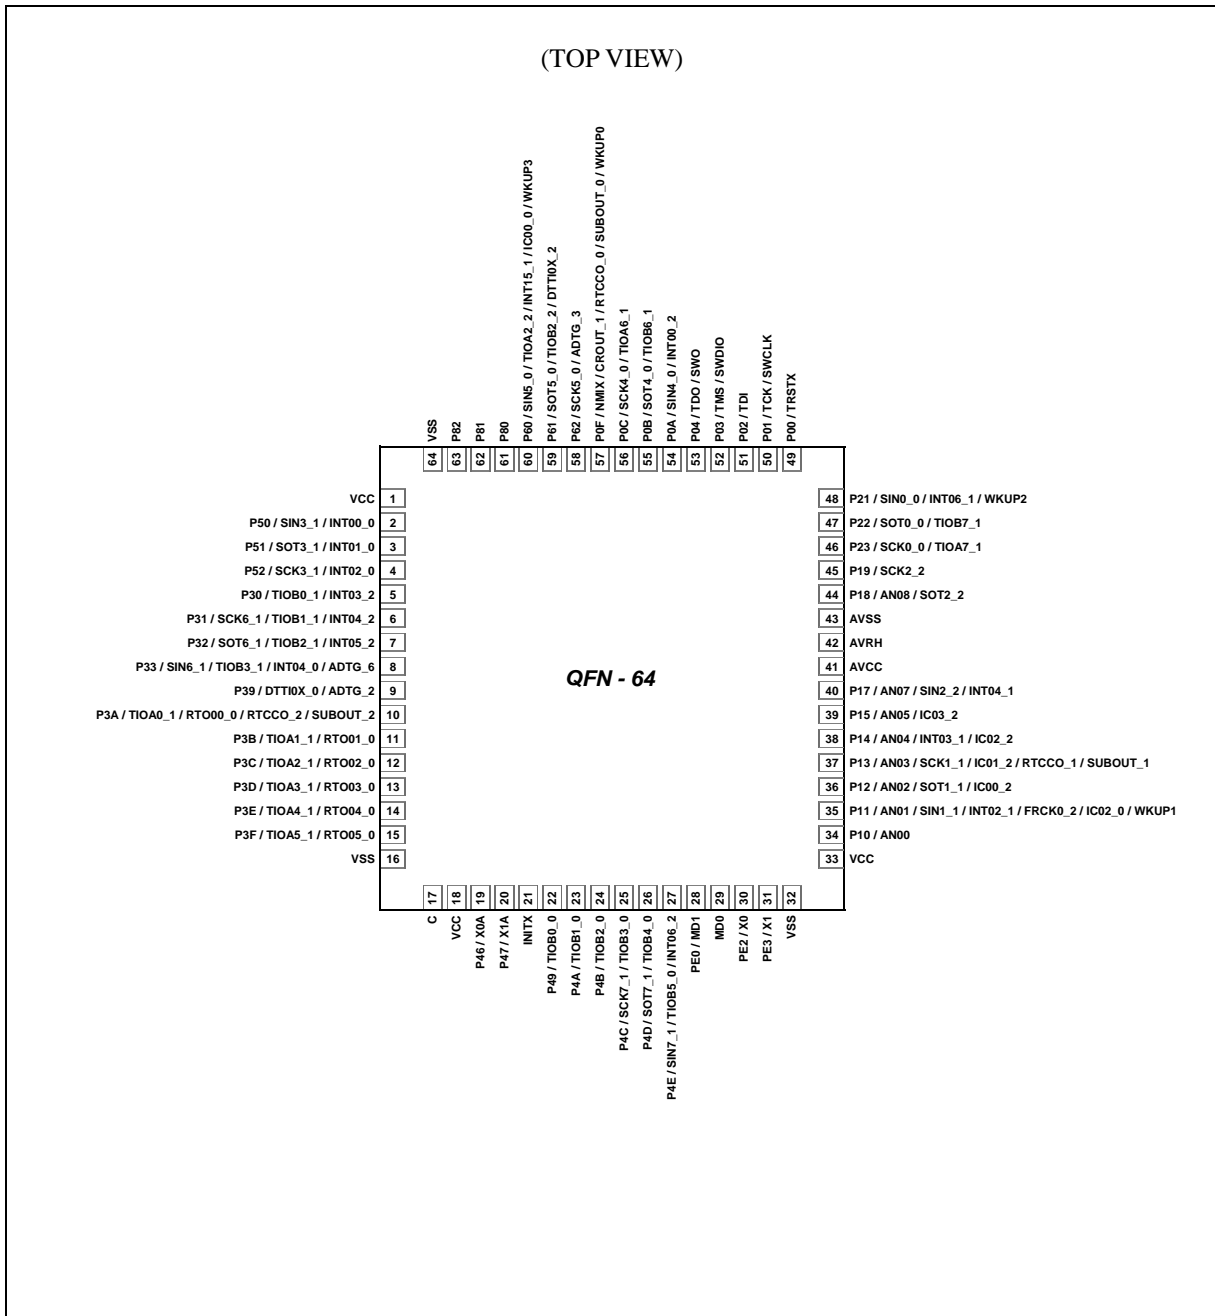 (TOP VIEW)
VSS
P82
P81
P80
P60 / SIN5_0 / TIOA2_2 / INT15_1 / IC00_0 / WKUP3
P61 / SOT5_0 / TIOB2_2 / DTTI0X_2
P62 / SCK5_0 / ADTG_3
P0F / NMIX / CROUT_1 / RTCCO_0 / SUBOUT_0 / WKUP0
P0C / SCK4_0 / TIOA6_1
P0B / SOT4_0 / TIOB6_1
P0A / SIN4_0 / INT00_2
P04 / TDO / SWO
P03 / TMS / SWDIO
P02 / TDI
P01 / TCK / SWCLK
P00 / TRSTX
64 63 62 61 60 59 58 57 56 55 54 53 52 51 50 49
VCC 1
P50 / SIN3_1 / INT00_0 2
P51 / SOT3_1 / INT01_0 3
P52 / SCK3_1 / INT02_0 4
P30 / TIOB0_1 / INT03_2 5
P31 / SCK6_1 / TIOB1_1 / INT04_2 6
P32 / SOT6_1 / TIOB2_1 / INT05_2 7
P33 / SIN6_1 / TIOB3_1 / INT04_0 / ADTG_6 8
P39 / DTTI0X_0 / ADTG_2 9
P3A / TIOA0_1 / RTO00_0 / RTCCO_2 / SUBOUT_2 10
P3B / TIOA1_1 / RTO01_0 11
P3C / TIOA2_1 / RTO02_0 12
P3D / TIOA3_1 / RTO03_0 13
P3E / TIOA4_1 / RTO04_0 14
P3F / TIOA5_1 / RTO05_0 15
VSS 16
QFN - 64
48 P21 / SIN0_0 / INT06_1 / WKUP2
47 P22 / SOT0_0 / TIOB7_1
46 P23 / SCK0_0 / TIOA7_1
45 P19 / SCK2_2
44 P18 / AN08 / SOT2_2
43 AVSS
42 AVRH
41 AVCC
40 P17 / AN07 / SIN2_2 / INT04_1
39 P15 / AN05 / IC03_2
38 P14 / AN04 / INT03_1 / IC02_2
37 P13 / AN03 / SCK1_1 / IC01_2 / RTCCO_1 / SUBOUT_1
36 P12 / AN02 / SOT1_1 / IC00_2
35 P11 / AN01 / SIN1_1 / INT02_1 / FRCK0_2 / IC02_0 / WKUP1
34 P10 / AN00
33 VCC
17 18 19 20 21 22 23 24 25 26 27 28 29 30 31 32
C
VCC
P46 / X0A
P47 / X1A
INITX
P49 / TIOB0_0
P4A / TIOB1_0
P4B / TIOB2_0
P4C / SCK7_1 / TIOB3_0
P4D / SOT7_1 / TIOB4_0
P4E / SIN7_1 / TIOB5_0 / INT06_2
PE0 / MD1
MD0
PE2 / X0
PE3 / X1
VSS